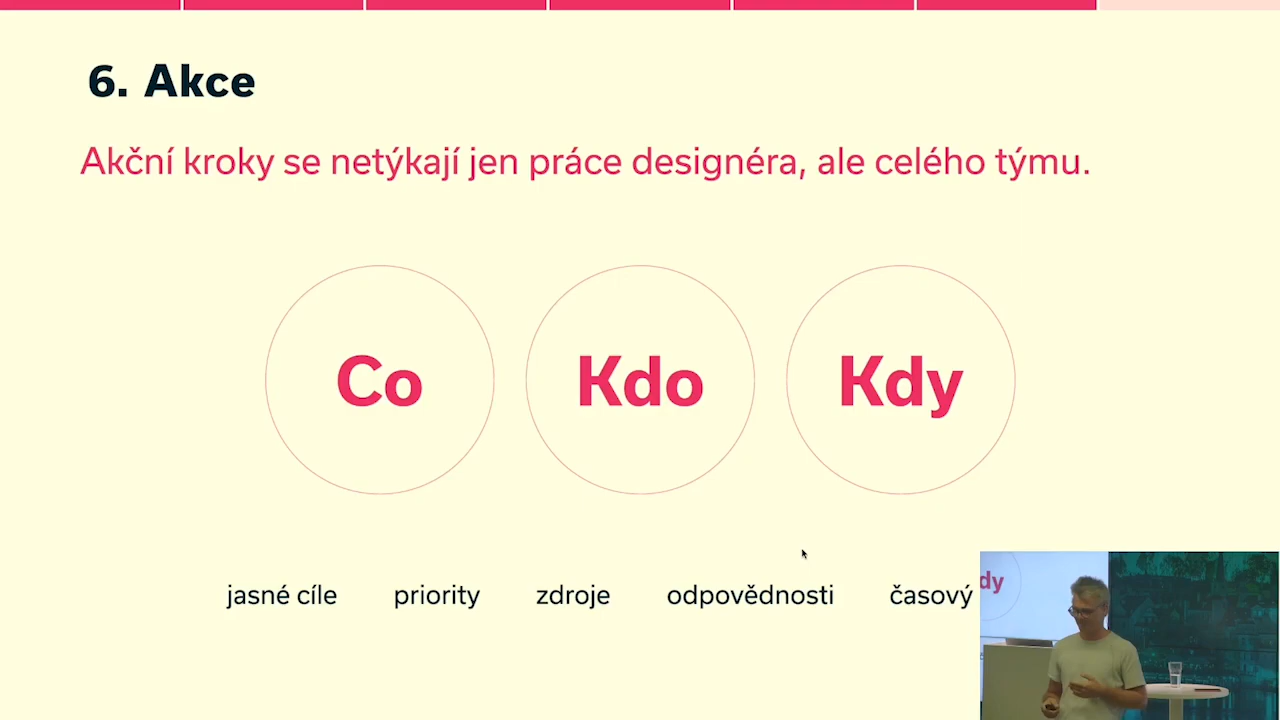 6. Akce
Akční kroky se netýkají jen práce designéra, ale celého týmu.
Co Kdo Kdy
jasné cíle priority zdroje odpovědnosti časový
dy